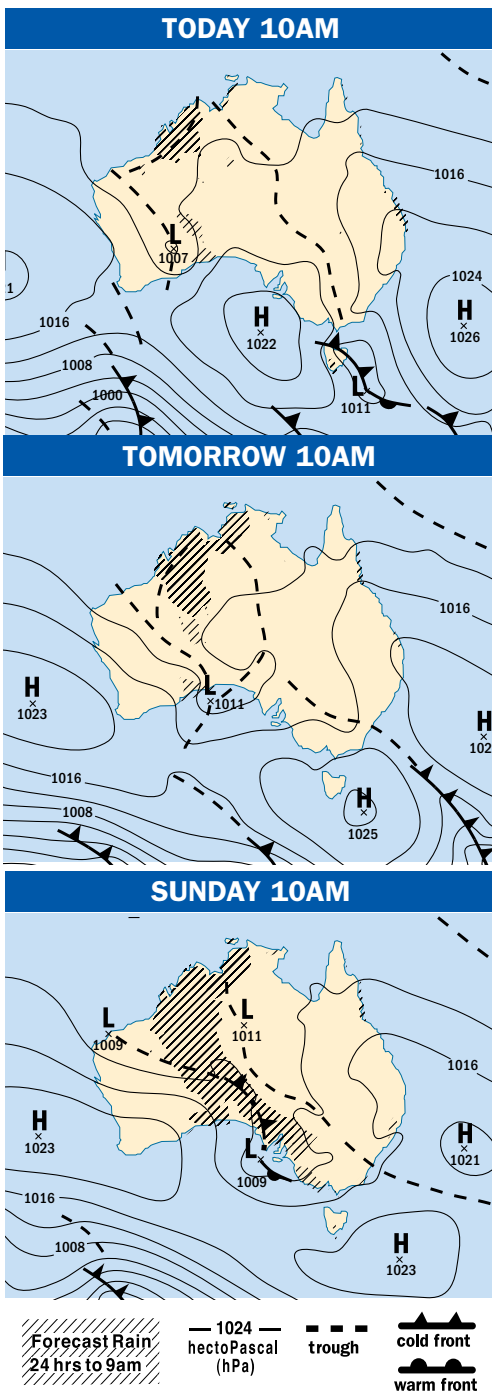 TODAY 10AM
1016
L
1007
1024
1
H
1022
H
1026
1016
1008
1000
L
1011
TOMORROW 10AM
1016
H
1023
L
1011
H
102
1016
1008
H
1025
SUNDAY 10AM
L
1009
L
1011
1016
H
1023
L
1009
H
1021
1016
1008
H
1023
Forecast Rain
24 hrs to 9am
1024
hectoPascal
(hPa)
trough
cold front
warm front